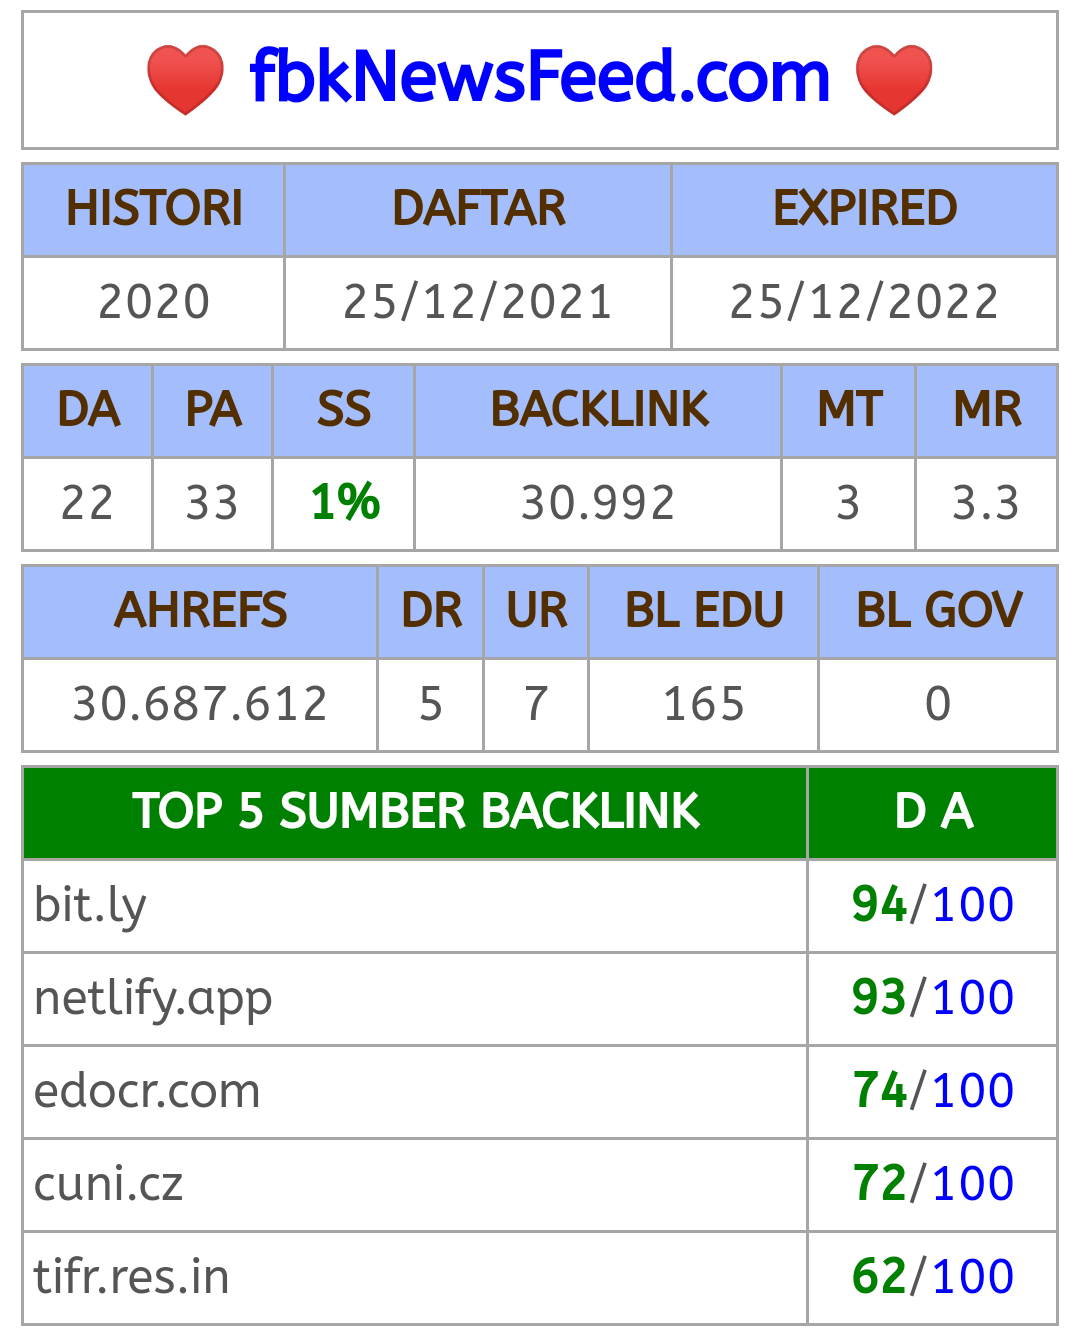 fbkNewsFeed.com
HISTORI DAFTAR EXPIRED
2020 25/12/2021 25/12/2022
DA PA SS BACKLINK MT MR
22 33 1% 30.992 3 3.3
AHREFS DR UR BL EDU BL GOV
30.687.612 5 7 165 0
TOP 5 SUMBER BACKLINK D A
bit.ly 94/100
netlify.app 93/100
edocr.com 74/100
cuni.cz 72/100
tifr.res.in 62/100